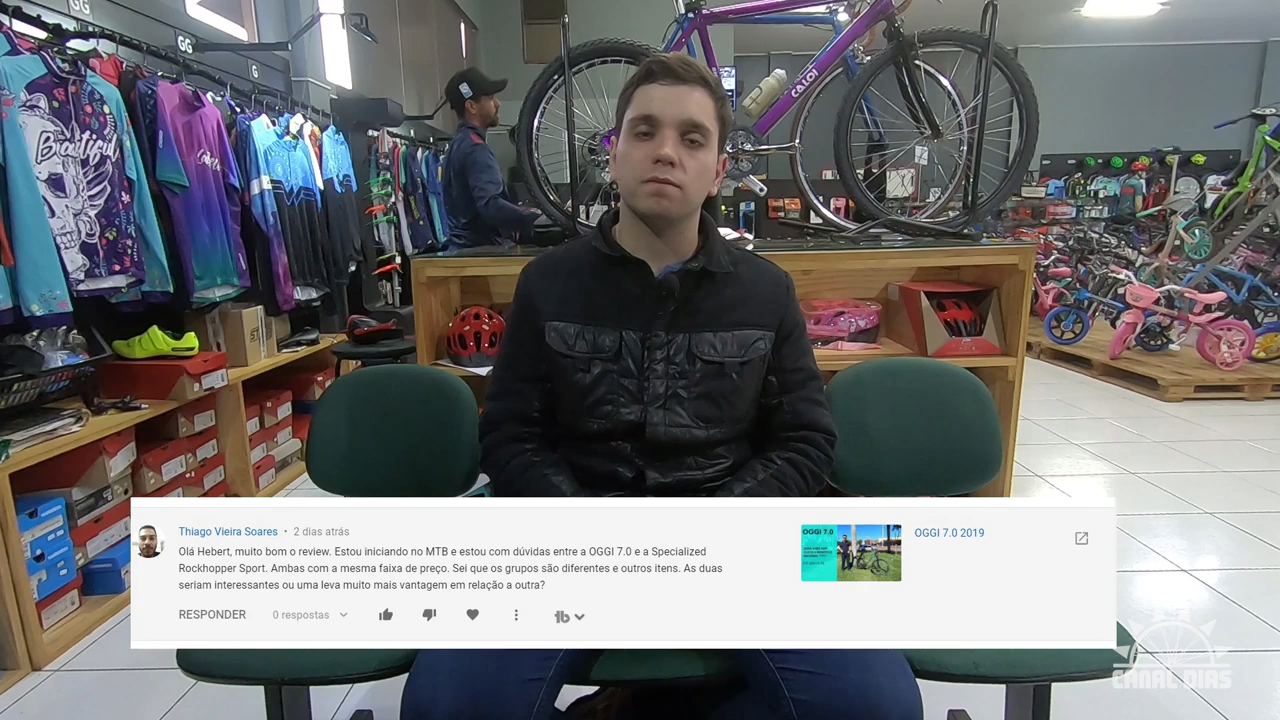 GG
GG
G
Beautiful
CALOI
Thiago Vieira Soares • 2 dias atrás
OGGI 7.0 2019
Olá Hebert, muito bom o review. Estou iniciando no MTB e estou com dúvidas entre a OGGI 7.0 e a Specialized
Rockhopper Sport. Ambas com a mesma faixa de preço. Sei que os grupos são diferentes e outros itens. As duas
seriam interessantes ou uma leva muito mais vantagem em relação a outra?
OGGI 7.0
RESPONDER 0 respostas
CANAL DIAS